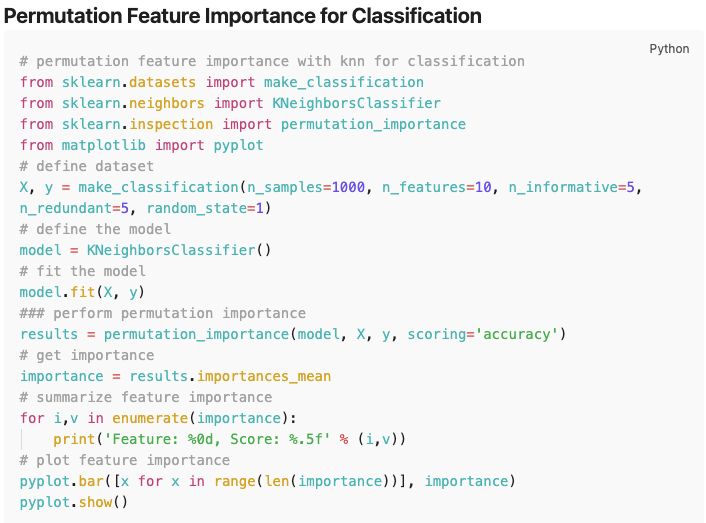 Permutation Feature Importance for Classification
Python
# permutation feature importance with knn for classification
from sklearn.datasets import make_classification
from sklearn.neighbors import KNeighborsClassifier
from sklearn.inspection import permutation_importance
from matplotlib import pyplot
# define dataset
X, y = make_classification(n_samples=1000, n_features=10, n_informative=5,
n_redundant=5, random_state=1)
# define the model
model = KNeighborsClassifier()
# fit the model
model.fit(X, y)
### perform permutation importance
results = permutation_importance(model, X, y, scoring='accuracy')
# get importance
importance = results.importances_mean
# summarize feature importance
for i,v in enumerate(importance):
    print('Feature: %0d, Score: %.5f' % (i,v))
# plot feature importance
pyplot.bar([x for x in range(len(importance))], importance)
pyplot.show()